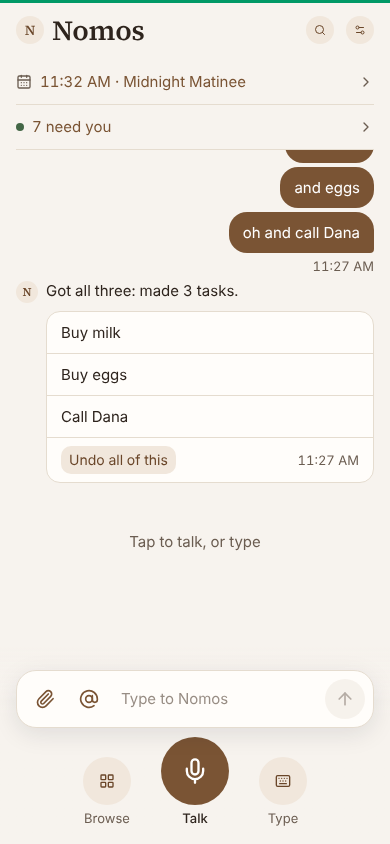 N Nomos
11:32 AM · Midnight Matinee
7 need you
and eggs
oh and call Dana
11:27 AM
N Got all three: made 3 tasks.
Buy milk
Buy eggs
Call Dana
Undo all of this 11:27 AM
Tap to talk, or type
Type to Nomos
Browse Talk Type